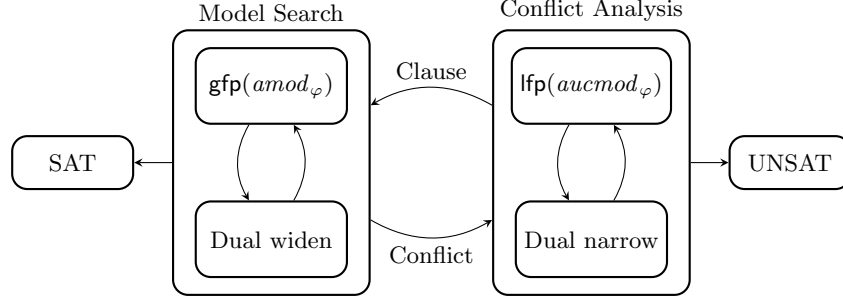 Model Search
Conflict Analysis
gfp(amod_φ)
Clause
lfp(aucmod_φ)
SAT
UNSAT
Dual widen
Conflict
Dual narrow